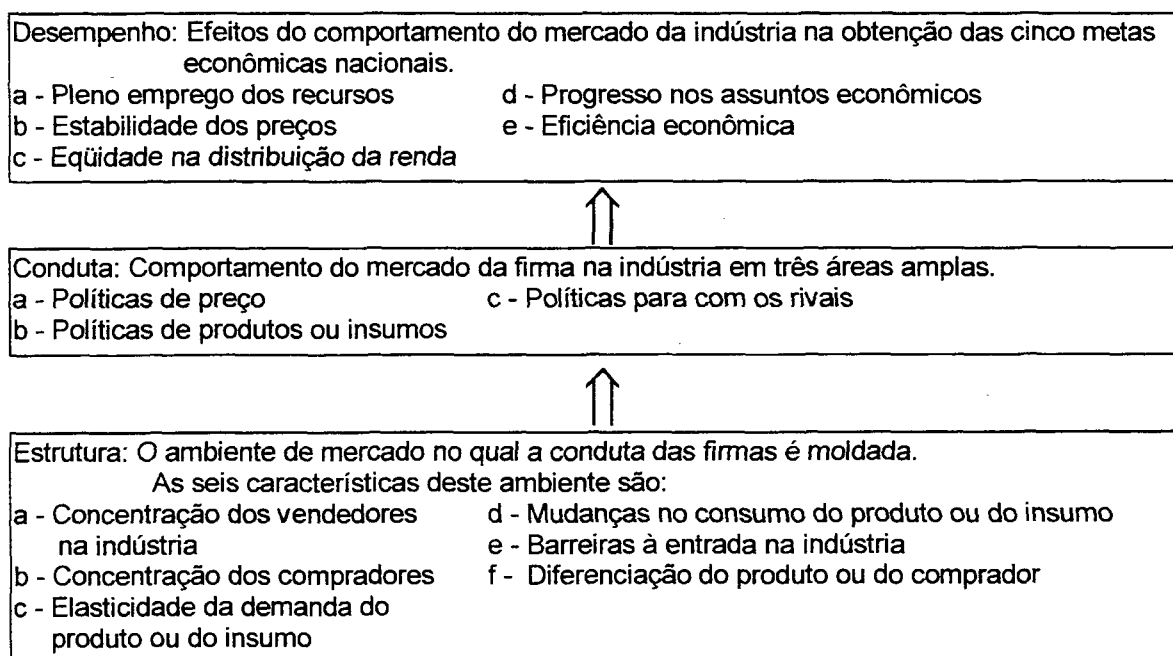 Desempenho: Efeitos do comportamento do mercado da indústria na obtenção das cinco metas
econômicas nacionais.
a - Pleno emprego dos recursos
b - Estabilidade dos preços
c - Eqüidade na distribuição da renda
d - Progresso nos assuntos econômicos
e - Eficiência econômica
Conduta: Comportamento do mercado da firma na indústria em três áreas amplas.
a - Políticas de preço
b - Políticas de produtos ou insumos
c - Políticas para com os rivais
Estrutura: O ambiente de mercado no qual a conduta das firmas é moldada.
As seis características deste ambiente são:
a - Concentração dos vendedores
na indústria
b - Concentração dos compradores
c - Elasticidade da demanda do
produto ou do insumo
d - Mudanças no consumo do produto ou do insumo
e - Barreiras à entrada na indústria
f - Diferenciação do produto ou do comprador